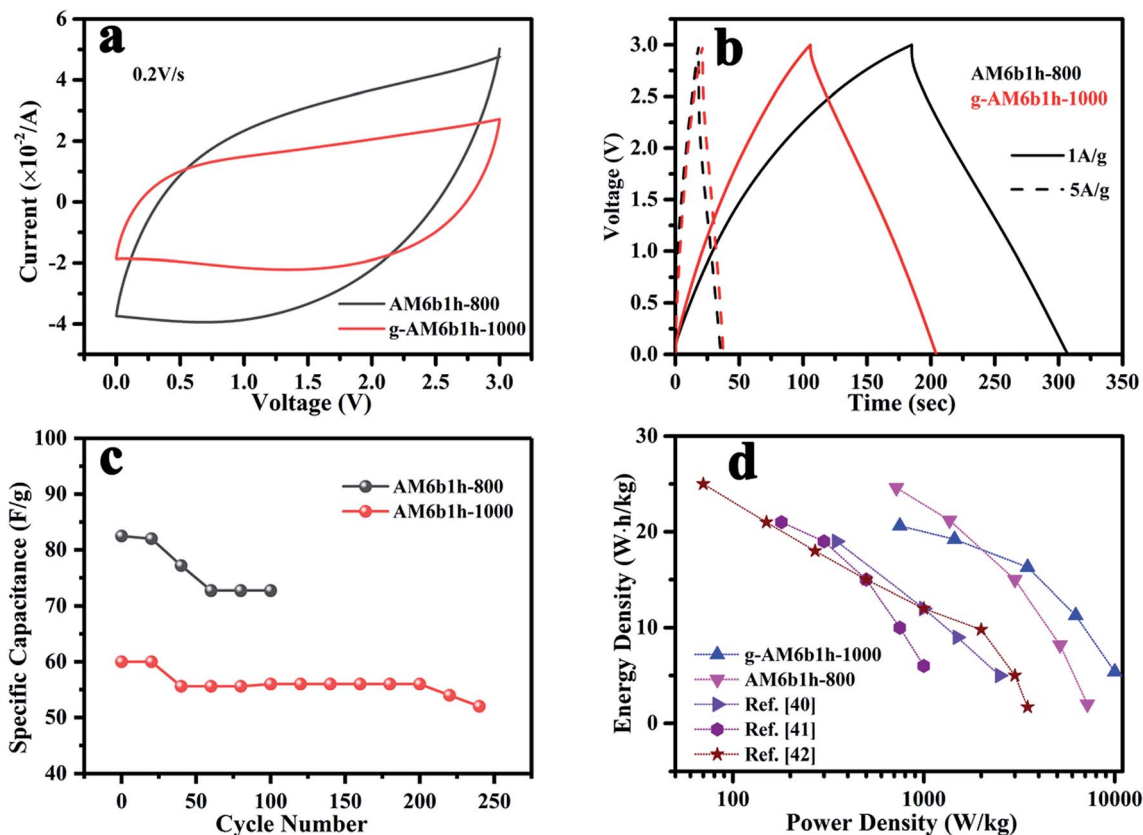 a
0.2V/s
6
4
2
0
-2
-4
Current (×10⁻²/A)
AM6b1h-800
g-AM6b1h-1000
0.0 0.5 1.0 1.5 2.0 2.5 3.0
Voltage (V)
b
AM6b1h-800
g-AM6b1h-1000
1A/g
5A/g
3.0
2.5
2.0
1.5
1.0
0.5
0.0
Voltage (V)
0 50 100 150 200 250 300 350
Time (sec)
c
AM6b1h-800
AM6b1h-1000
100
90
80
70
60
50
40
Specific Capacitance (F/g)
0 50 100 150 200 250
Cycle Number
d
30
20
10
0
Energy Density (W·h/kg)
g-AM6b1h-1000
AM6b1h-800
Ref. [40]
Ref. [41]
Ref. [42]
100 1000 10000
Power Density (W/kg)